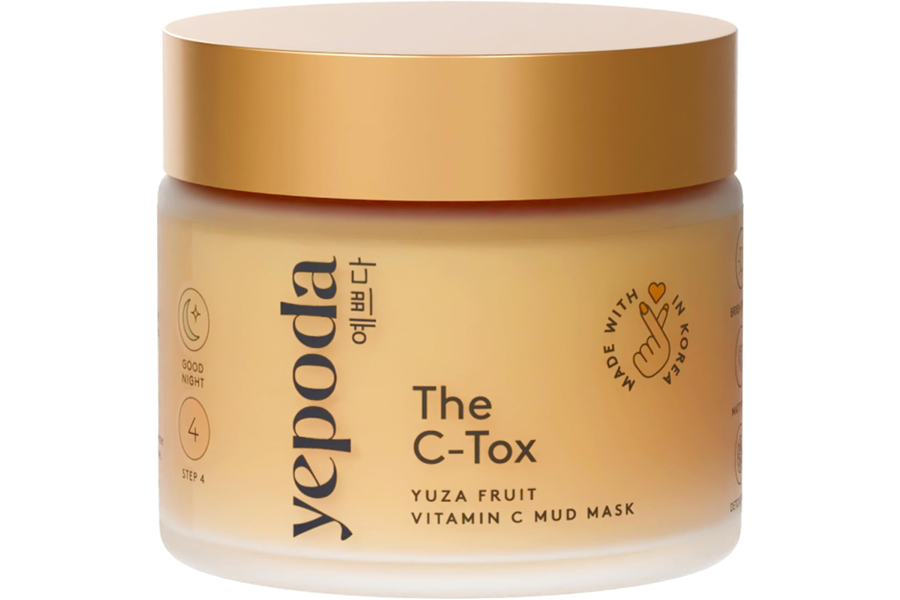 yepoda
예쁘다
GOOD
NIGHT
4
STEP 4
The
C-Tox
YUZA FRUIT
VITAMIN C MUD MASK
MADE WITH
IN KOREA